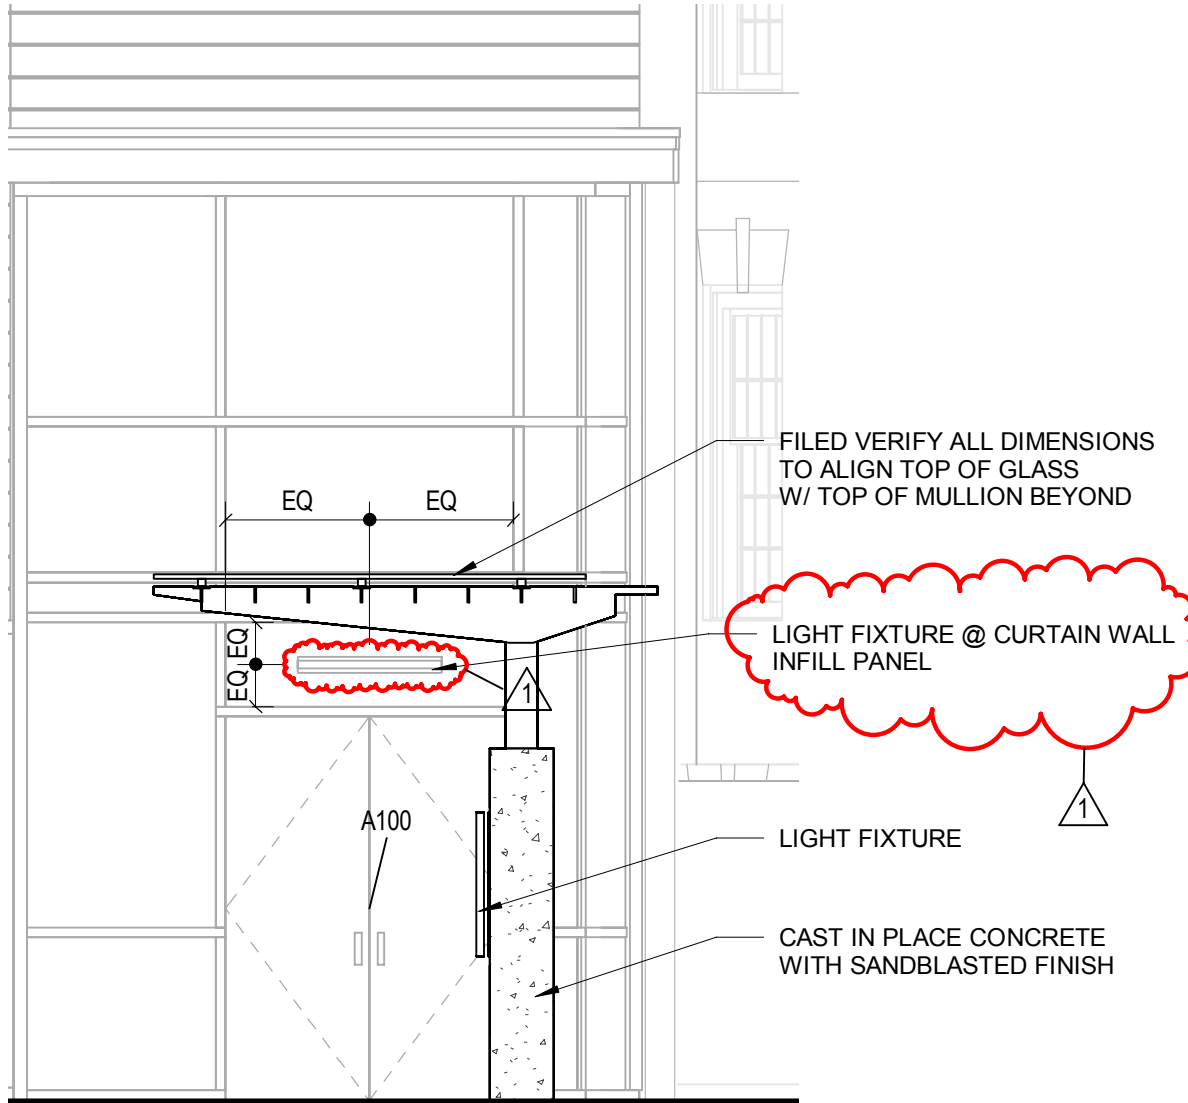 FILED VERIFY ALL DIMENSIONS
TO ALIGN TOP OF GLASS
W/ TOP OF MULLION BEYOND
EQ EQ
LIGHT FIXTURE @ CURTAIN WALL
INFILL PANEL
EQ
EQ
1
1
A100
LIGHT FIXTURE
CAST IN PLACE CONCRETE
WITH SANDBLASTED FINISH